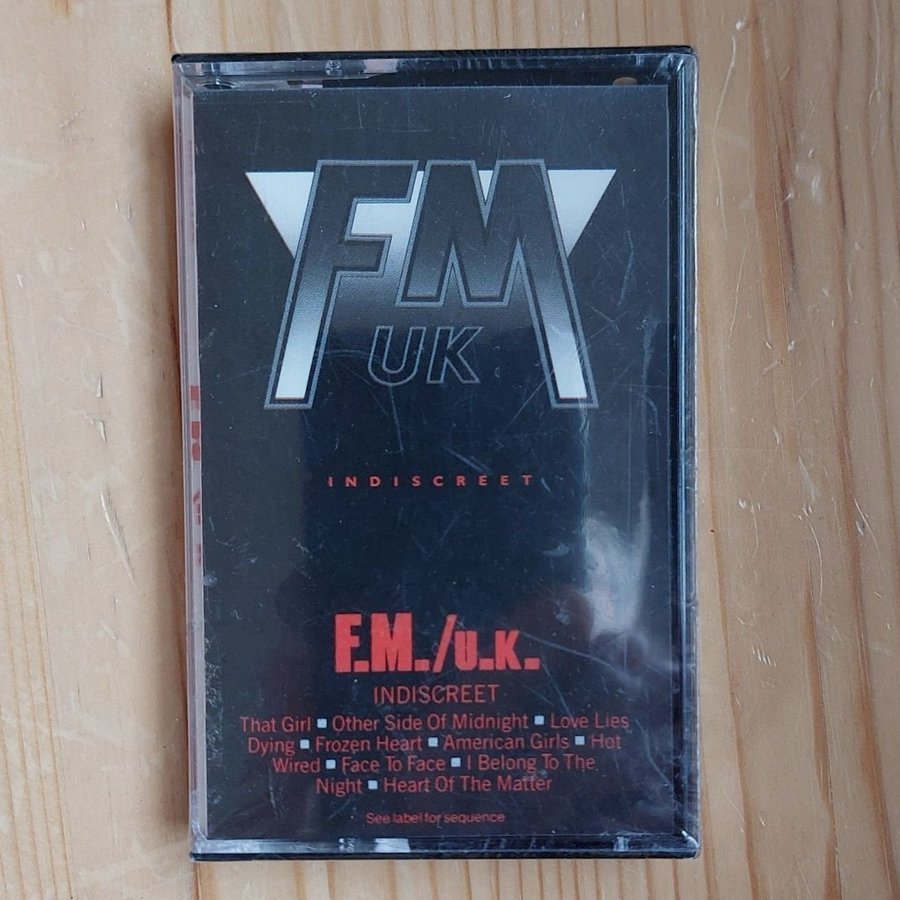 FM
UK
INDISCREET
F.M./U.K.
INDISCREET
That Girl ▪ Other Side Of Midnight ▪ Love Lies
Dying ▪ Frozen Heart ▪ American Girls ▪ Hot
Wired ▪ Face To Face ▪ I Belong To The
Night ▪ Heart Of The Matter
See label for sequence